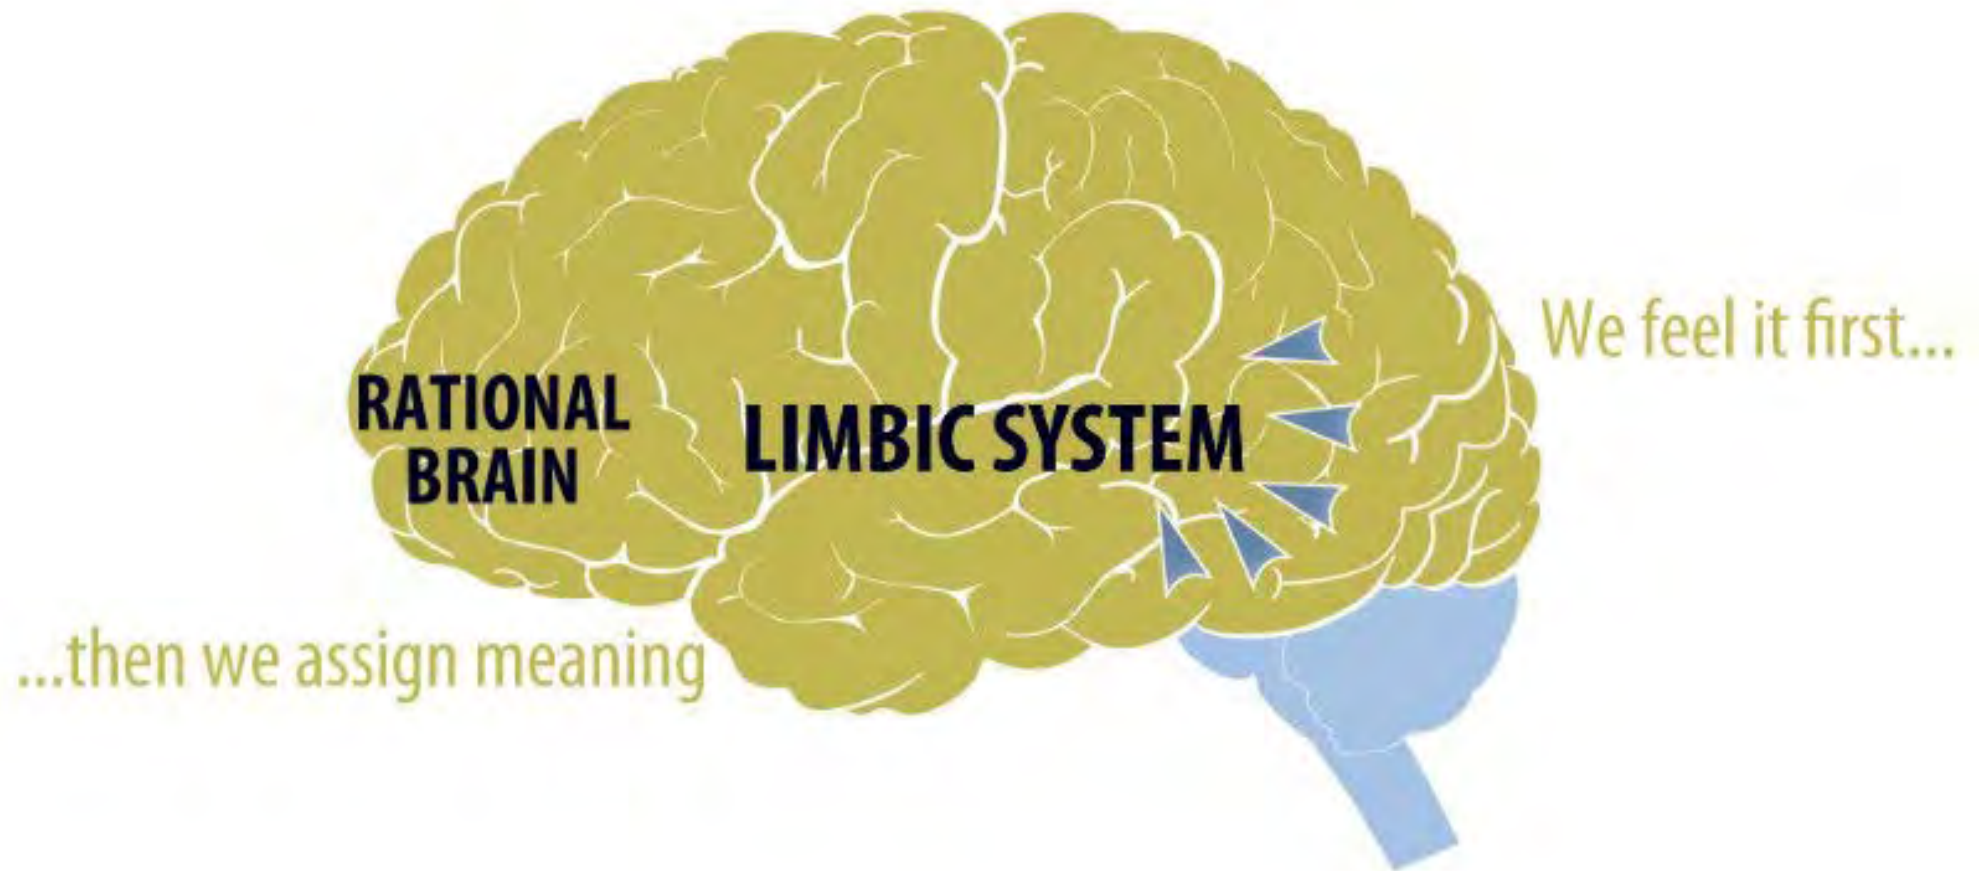 We feel it first...
RATIONAL
BRAIN
LIMBIC SYSTEM
...then we assign meaning